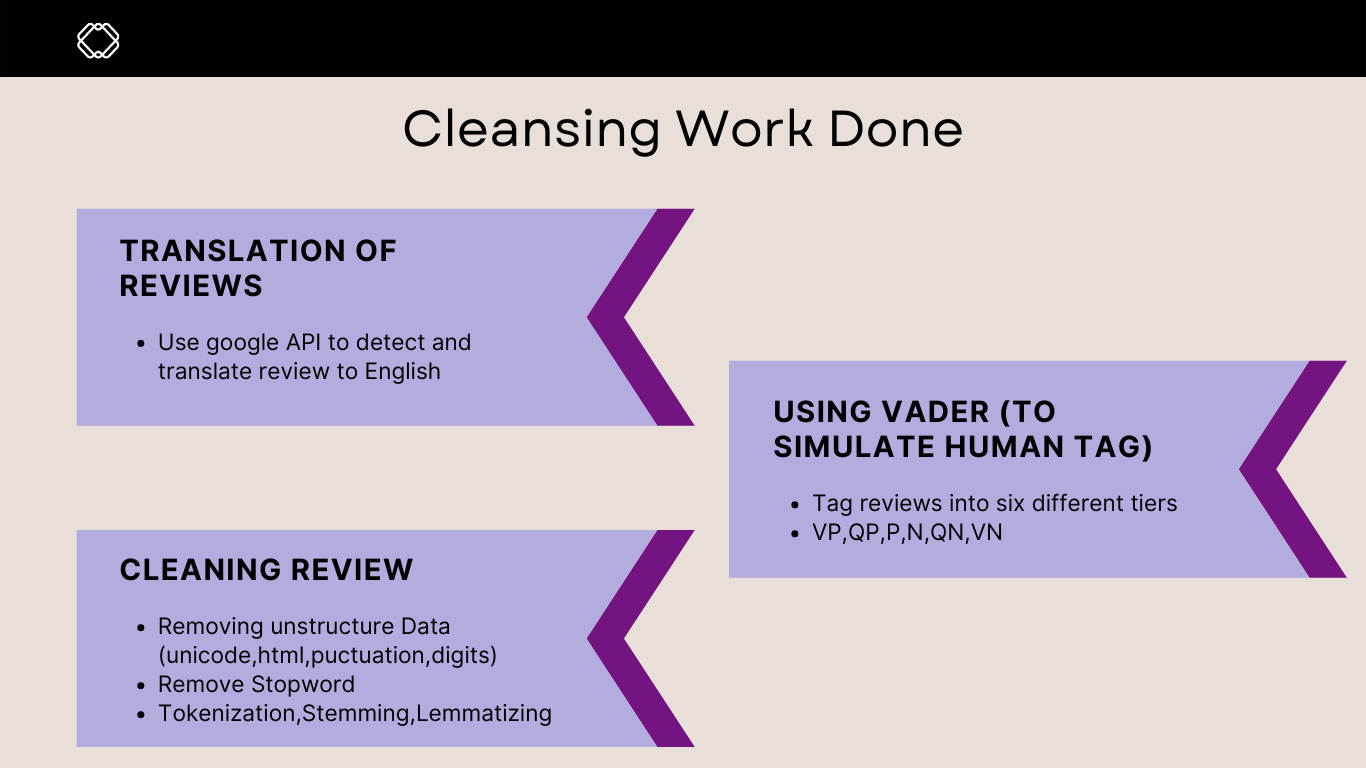 Cleansing Work Done
TRANSLATION OF
REVIEWS
• Use google API to detect and
translate review to English
USING VADER (TO
SIMULATE HUMAN TAG)
• Tag reviews into six different tiers
• VP,QP,P,N,QN,VN
CLEANING REVIEW
• Removing unstructure Data
(unicode,html,puctuation,digits)
• Remove Stopword
• Tokenization,Stemming,Lemmatizing